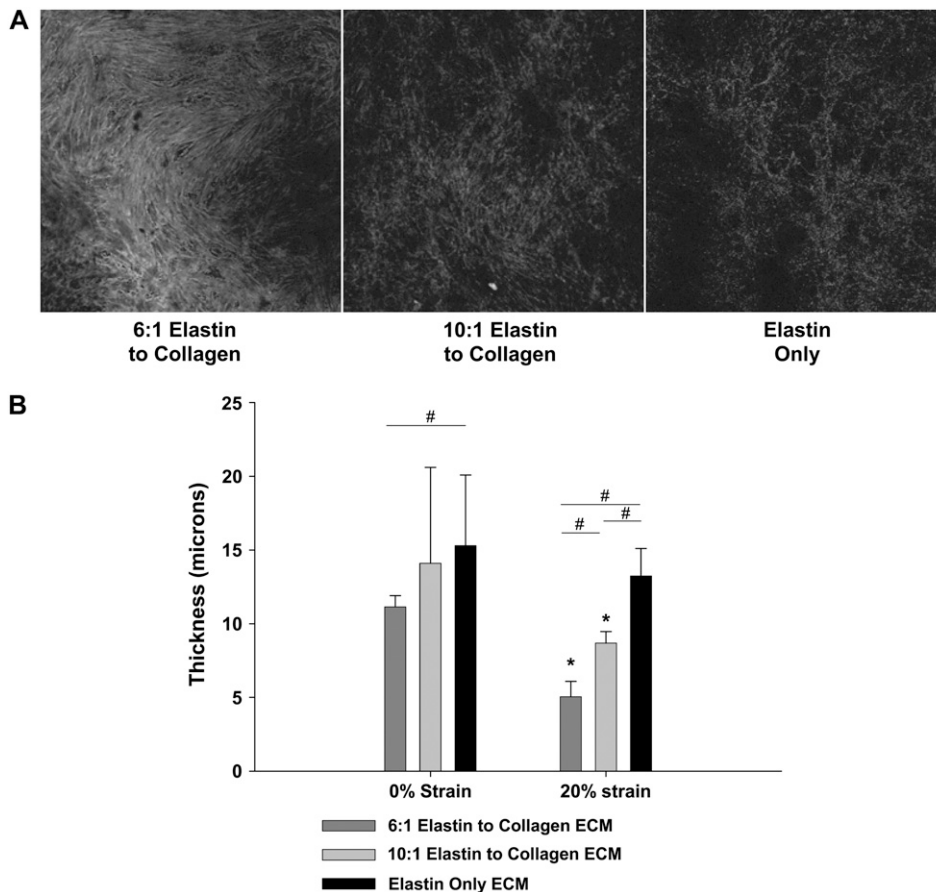 A
6:1 Elastin
to Collagen
10:1 Elastin
to Collagen
Elastin
Only
B
Thickness (microns)
25
20
15
10
5
0
#
#
#
#
*
*
0% Strain
20% strain
6:1 Elastin to Collagen ECM
10:1 Elastin to Collagen ECM
Elastin Only ECM